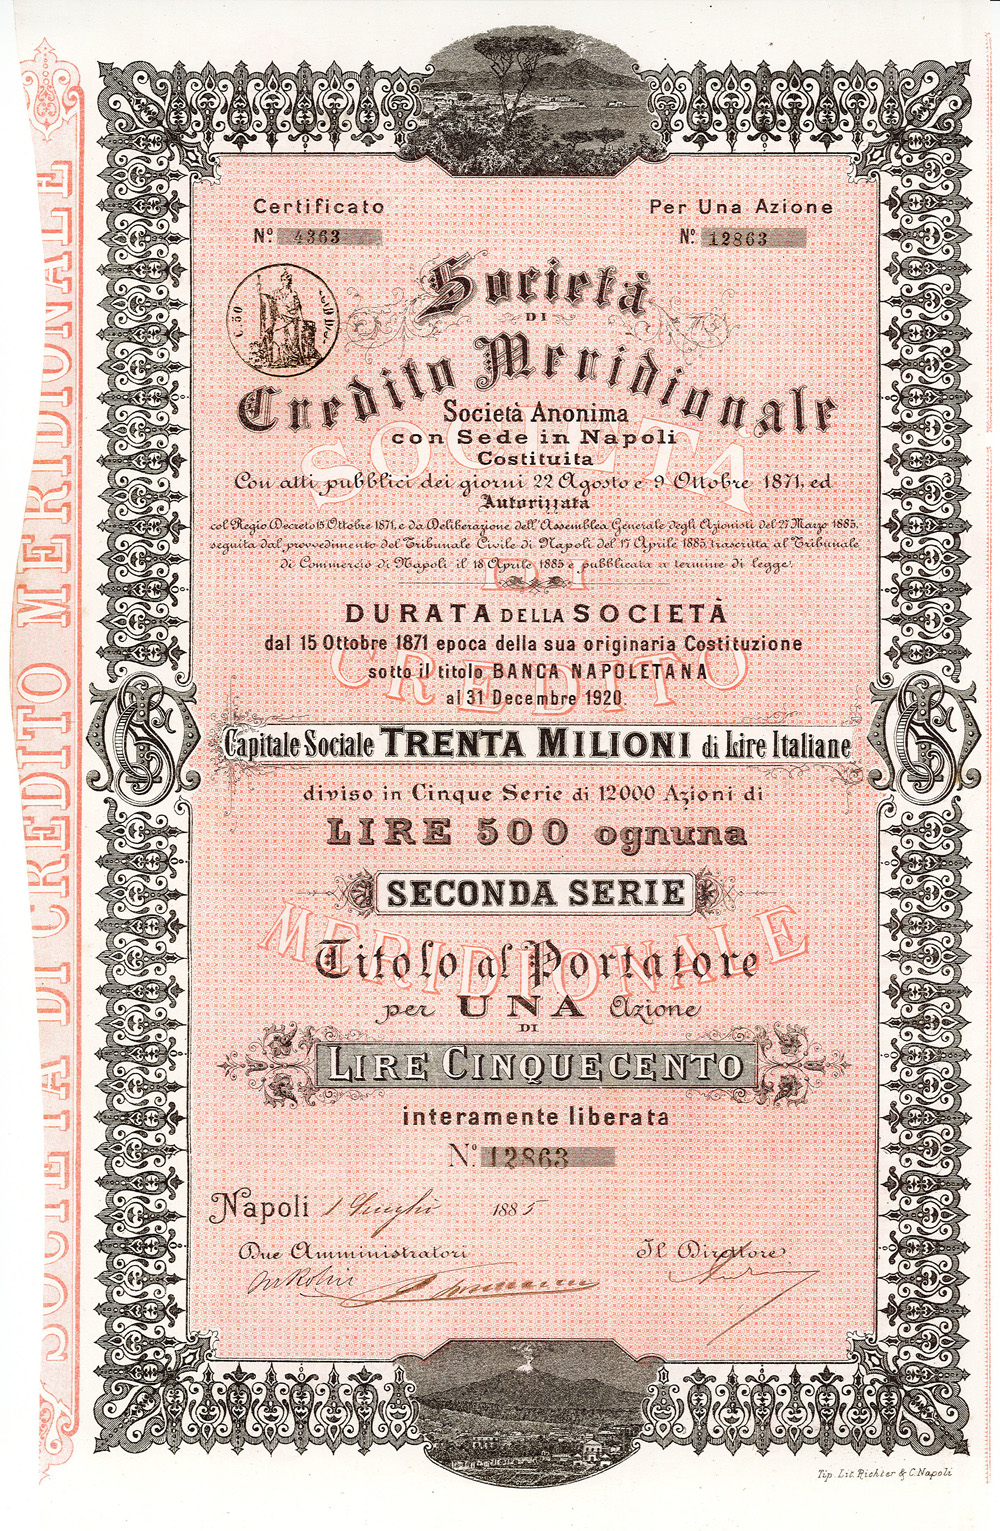 SOCIETÀ DI CREDITO MERIDIONALE
Certificato
Per Una Azione
No. 4363
No. 12863
C. 50
Società
DI
Credito Meridionale
SOCIETÀ
Società Anonima
con Sede in Napoli
Costituita
Con atti pubblici dei giorni 22 Agosto e 9 Ottobre 1871, ed
Autorizzata
col Regio Decreto 15 Ottobre 1871, e da Deliberazione dell'Assemblea Generale degli Azionisti del 27 Marzo 1885.
seguita dal provvedimento del Tribunale Civile di Napoli del 17 Aprile 1885, trascritta al Tribunale
di Commercio di Napoli il 18 Aprile 1885 e pubblicata a termine di legge.
DI
DURATA DELLA SOCIETÀ
dal 15 Ottobre 1871 epoca della sua originaria Costituzione
CREDITO
sotto il titolo BANCA NAPOLETANA
al 31 Decembre 1920.
Capitale Sociale TRENTA MILIONI di Lire Italiane
diviso in Cinque Serie di 12000 Azioni di
LIRE 500 ognuna
SECONDA SERIE
MERIDIONALE
Titolo al Portatore
per UNA Azione
DI
LIRE CINQUECENTO
interamente liberata
No. 12863
Napoli 1 Luglio 1885
Due Amministratori
Il Direttore
Tip. Lit. Richter & C. Napoli